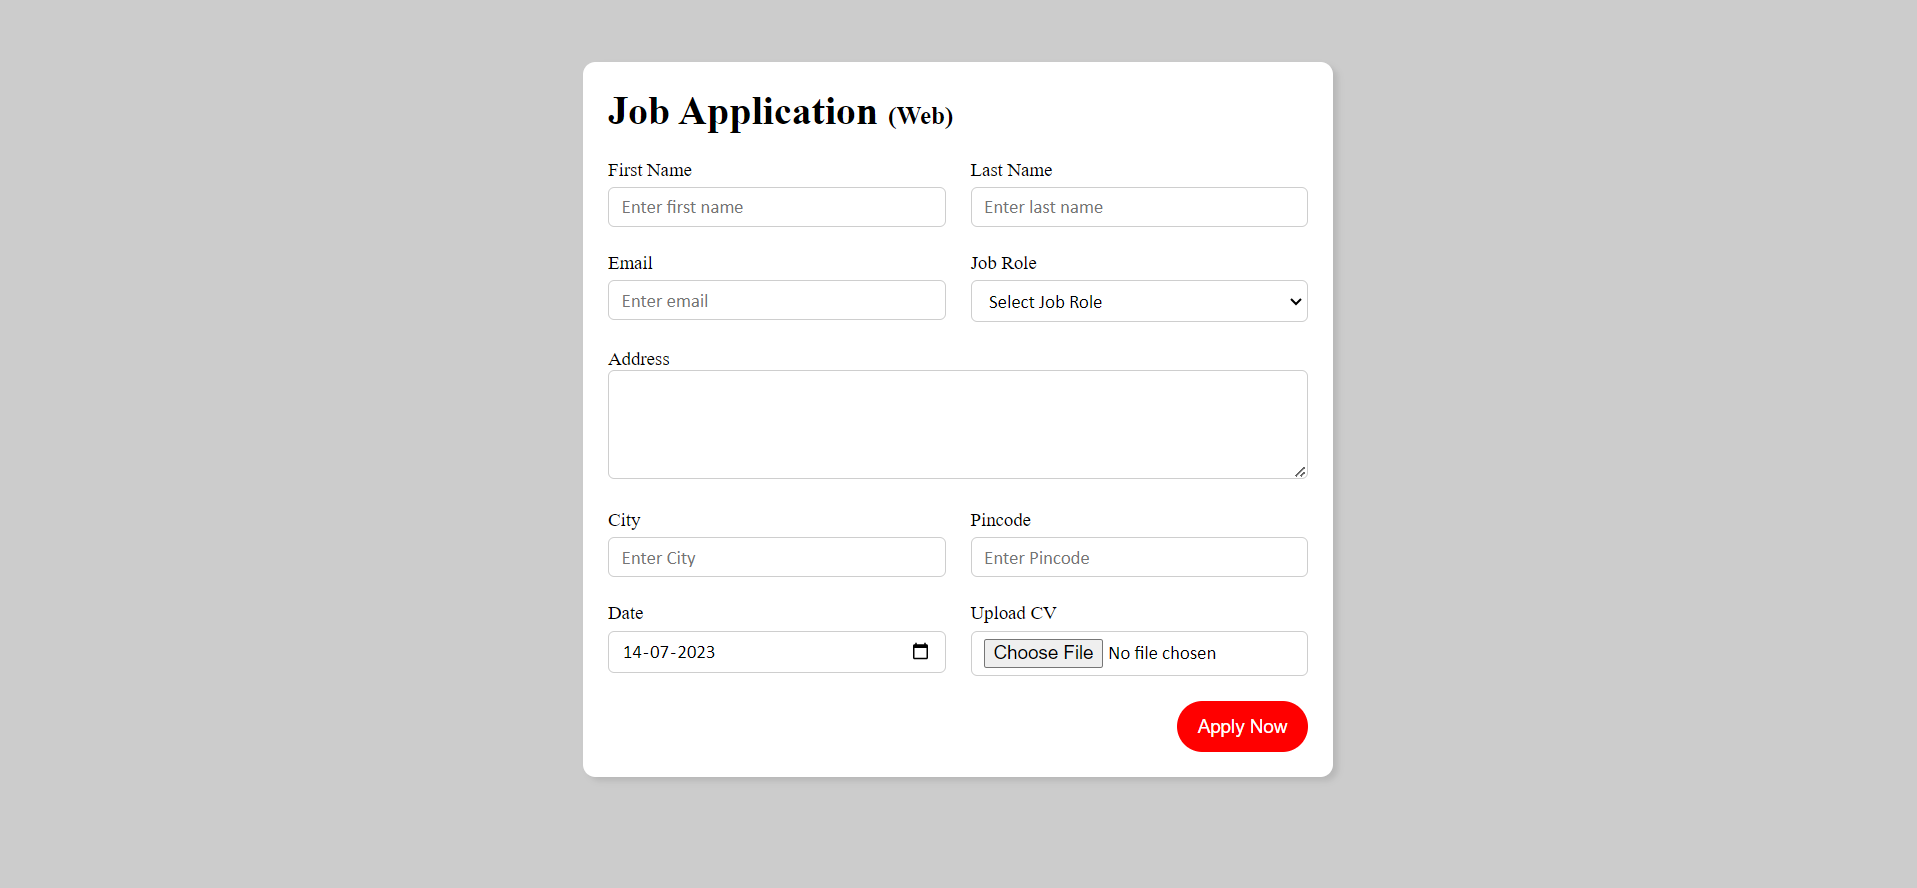 Job Application (Web)
First Name Last Name
Enter first name Enter last name
Email Job Role
Enter email Select Job Role
Address
City Pincode
Enter City Enter Pincode
Date Upload CV
14-07-2023 Choose File No file chosen
Apply Now